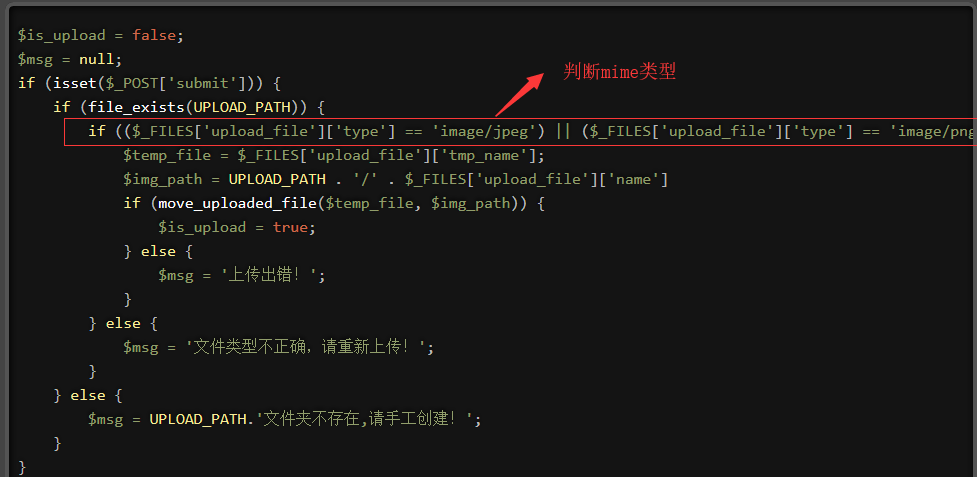 $is_upload = false;
$msg = null;
if (isset($_POST['submit'])) {
    if (file_exists(UPLOAD_PATH)) {
判断mime类型
        if (($_FILES['upload_file']['type'] == 'image/jpeg') || ($_FILES['upload_file']['type'] == 'image/png
            $temp_file = $_FILES['upload_file']['tmp_name'];
            $img_path = UPLOAD_PATH . '/' . $_FILES['upload_file']['name']
            if (move_uploaded_file($temp_file, $img_path)) {
                $is_upload = true;
            } else {
                $msg = '上传出错！';
            }
        } else {
            $msg = '文件类型不正确，请重新上传！';
        }
    } else {
        $msg = UPLOAD_PATH.'文件夹不存在,请手工创建！';
    }
}